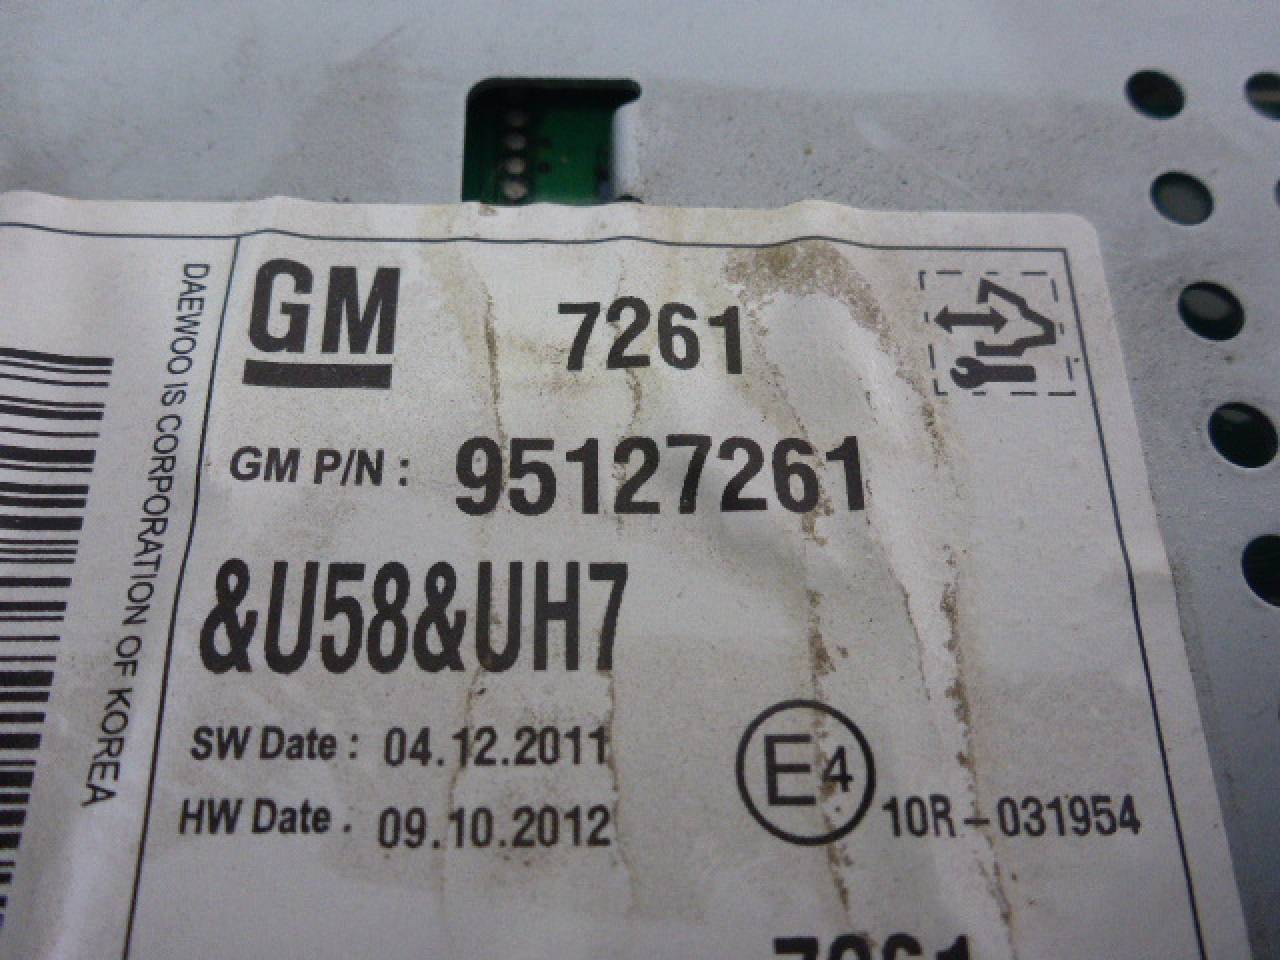 GM
7261
GM P/N : 95127261
&U58&UH7
SW Date : 04.12.2011
HW Date . 09.10.2012
E4
10R-031954
7261
DAEWOO IS CORPORATION OF KOREA